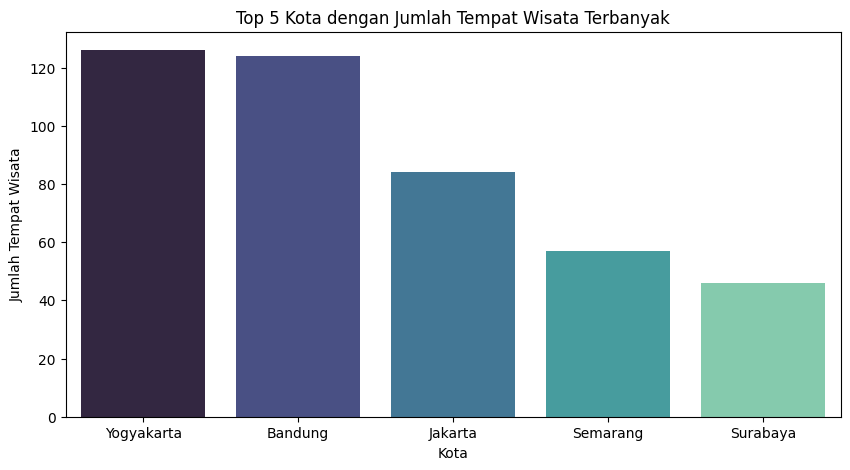 Top 5 Kota dengan Jumlah Tempat Wisata Terbanyak
Jumlah Tempat Wisata
120
100
80
60
40
20
0
Yogyakarta Bandung Jakarta Semarang Surabaya
Kota